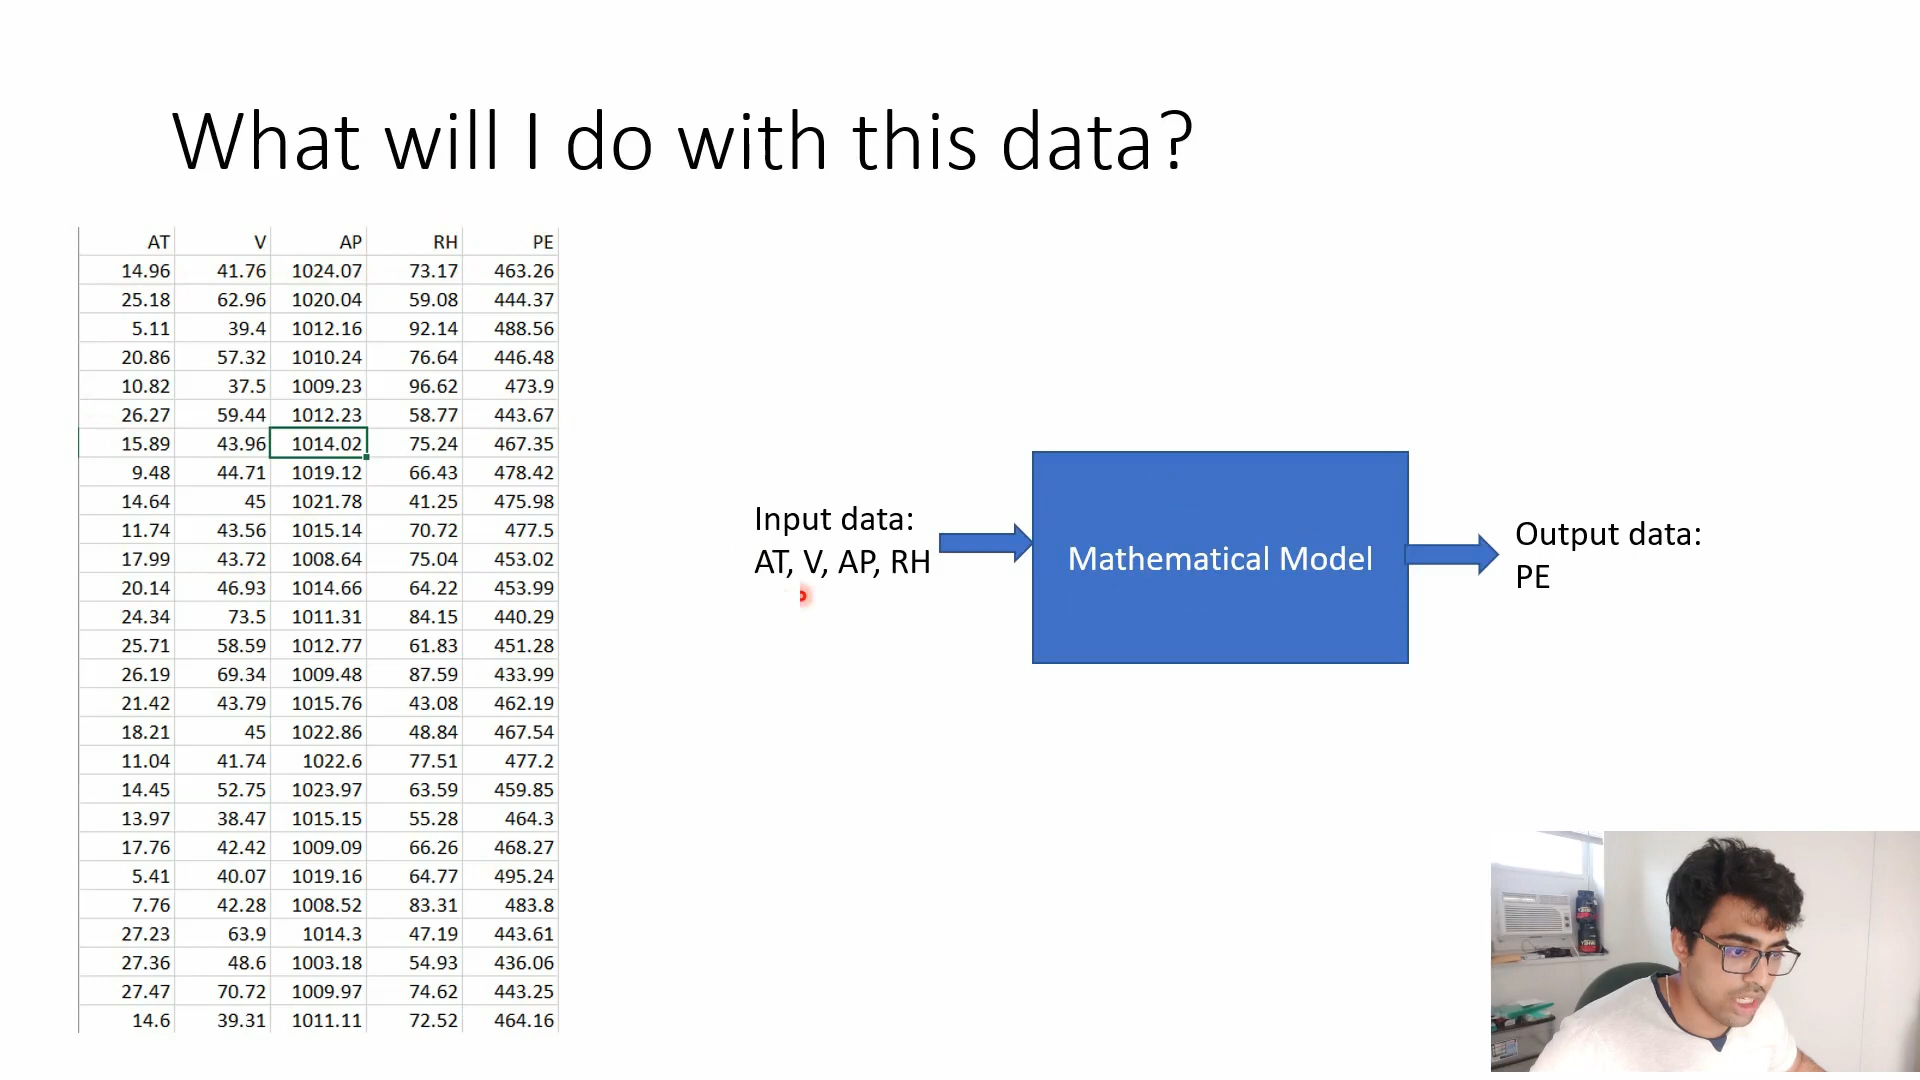 What will I do with this data?
AT V AP RH PE
14.96 41.76 1024.07 73.17 463.26
25.18 62.96 1020.04 59.08 444.37
5.11 39.4 1012.16 92.14 488.56
20.86 57.32 1010.24 76.64 446.48
10.82 37.5 1009.23 96.62 473.9
26.27 59.44 1012.23 58.77 443.67
15.89 43.96 1014.02 75.24 467.35
9.48 44.71 1019.12 66.43 478.42
14.64 45 1021.78 41.25 475.98
11.74 43.56 1015.14 70.72 477.5
17.99 43.72 1008.64 75.04 453.02
20.14 46.93 1014.66 64.22 453.99
24.34 73.5 1011.31 84.15 440.29
25.71 58.59 1012.77 61.83 451.28
26.19 69.34 1009.48 87.59 433.99
21.42 43.79 1015.76 43.08 462.19
18.21 45 1022.86 48.84 467.54
11.04 41.74 1022.6 77.51 477.2
14.45 52.75 1023.97 63.59 459.85
13.97 38.47 1015.15 55.28 464.3
17.76 42.42 1009.09 66.26 468.27
5.41 40.07 1019.16 64.77 495.24
7.76 42.28 1008.52 83.31 483.8
27.23 63.9 1014.3 47.19 443.61
27.36 48.6 1003.18 54.93 436.06
27.47 70.72 1009.97 74.62 443.25
14.6 39.31 1011.11 72.52 464.16
Input data:
AT, V, AP, RH
Mathematical Model
Output data:
PE